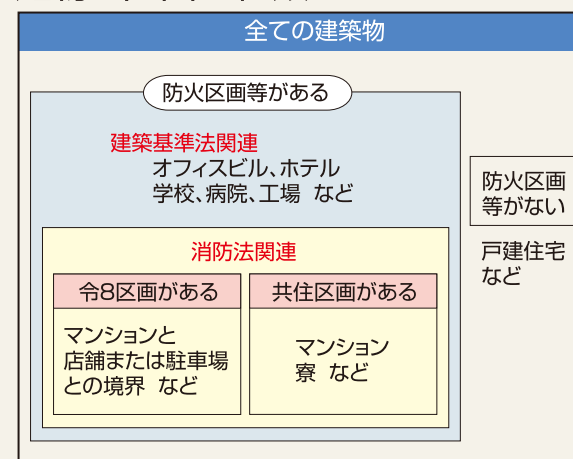 全ての建築物
防火区画等がある
建築基準法関連
オフィスビル、ホテル
学校、病院、工場 など
防火区画
等がない
戸建住宅
など
消防法関連
令8区画がある
マンションと
店舗または駐車場
との境界 など
共住区画がある
マンション
寮 など